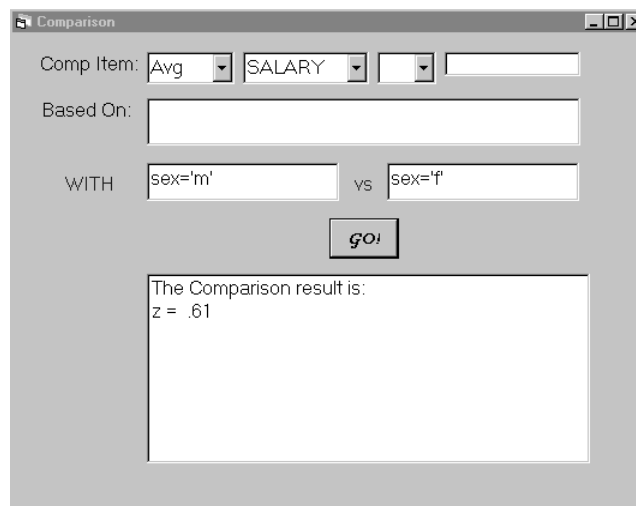 Comparison
Comp Item: Avg SALARY
Based On:
WITH sex='m' vs sex='f'
GO!
The Comparison result is:
z = .61